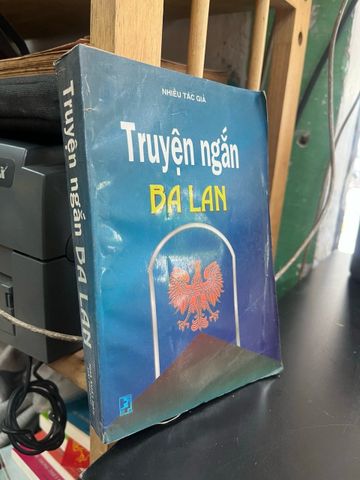 NHIỀU TÁC GIẢ
Truyện ngắn
BA LAN
Truyện ngắn BA LAN